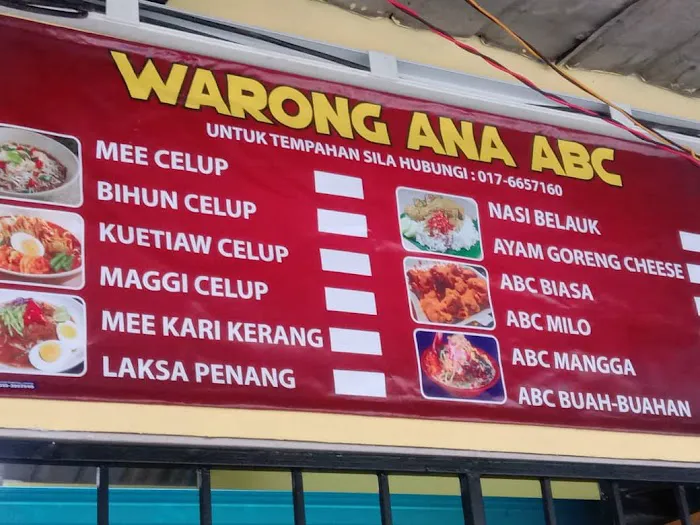 WARONG ANA ABC
UNTUK TEMPAHAN SILA HUBUNGI : 017-6657160
MEE CELUP
BIHUN CELUP
KUETIAW CELUP
MAGGI CELUP
MEE KARI KERANG
LAKSA PENANG
NASI BELAUK
AYAM GORENG CHEESE
ABC BIASA
ABC MILO
ABC MANGGA
ABC BUAH-BUAHAN